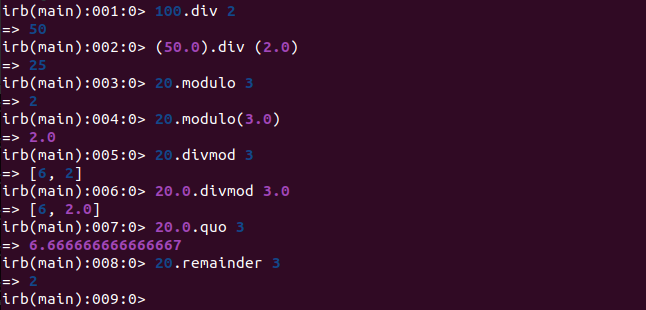 irb(main):001:0> 100.div 2
=> 50
irb(main):002:0> (50.0).div (2.0)
=> 25
irb(main):003:0> 20.modulo 3
=> 2
irb(main):004:0> 20.modulo(3.0)
=> 2.0
irb(main):005:0> 20.divmod 3
=> [6, 2]
irb(main):006:0> 20.0.divmod 3.0
=> [6, 2.0]
irb(main):007:0> 20.0.quo 3
=> 6.666666666666667
irb(main):008:0> 20.remainder 3
=> 2
irb(main):009:0>